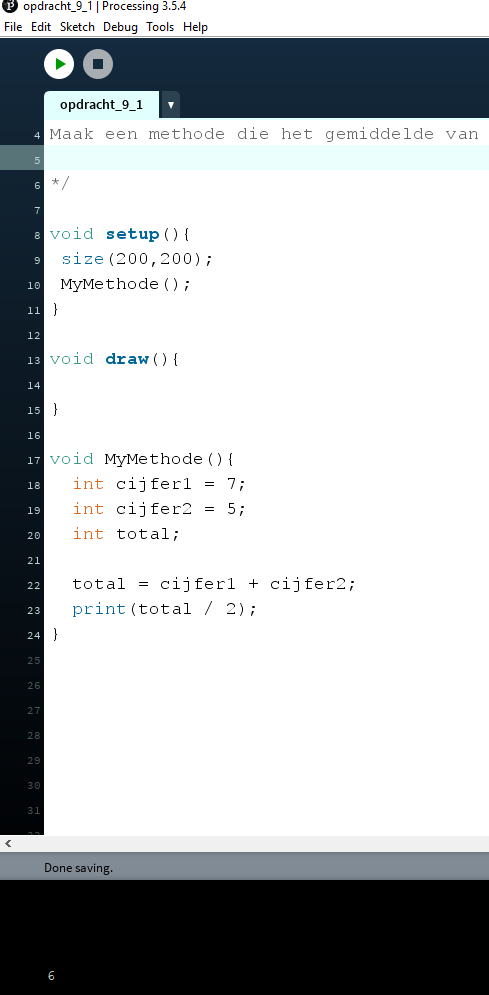 opdracht_9_1 | Processing 3.5.4
File Edit Sketch Debug Tools Help
opdracht_9_1 ▼
4 Maak een methode die het gemiddelde van
5
6 */
7
8 void setup(){
9 size(200,200);
10 MyMethode();
11 }
12
13 void draw(){
14
15 }
16
17 void MyMethode(){
18 int cijfer1 = 7;
19 int cijfer2 = 5;
20 int total;
21
22 total = cijfer1 + cijfer2;
23 print(total / 2);
24 }
25
26
27
28
29
30
31
Done saving.
6